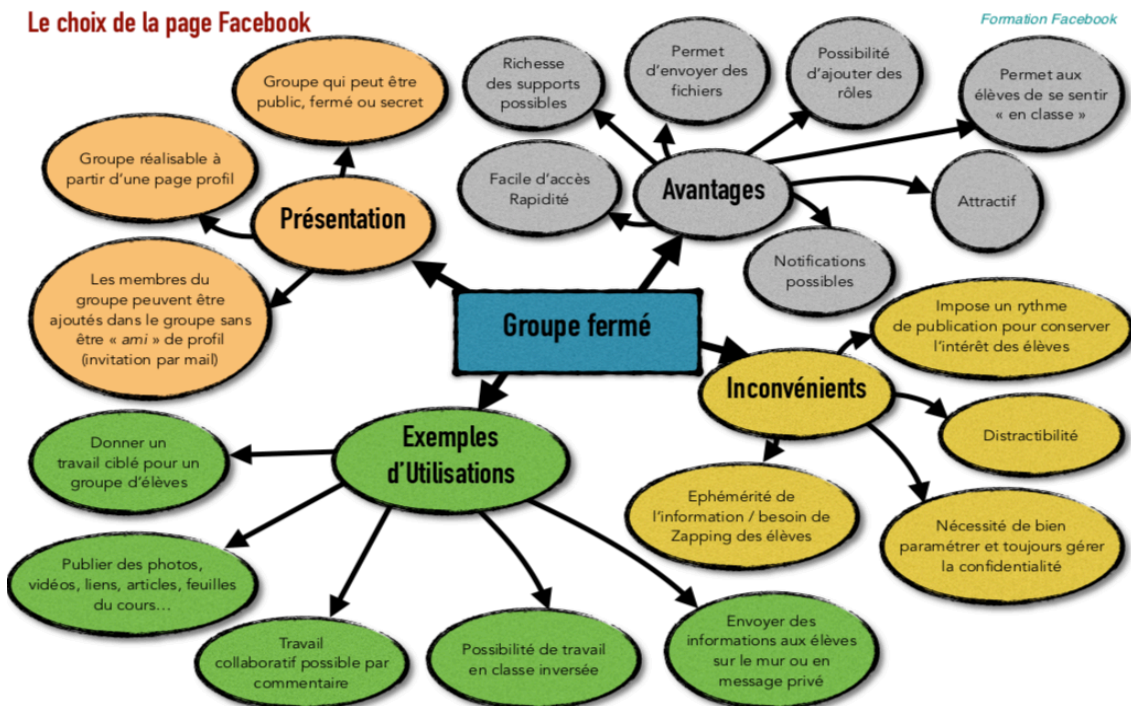 Le choix de la page Facebook
Formation Facebook
Groupe qui peut être
public, fermé ou secret
Groupe réalisable à
partir d'une page profil
Présentation
Les membres du
groupe peuvent être
ajoutés dans le groupe sans
être « ami » de profil
(invitation par mail)
Richesse
des supports
possibles
Permet
d'envoyer des
fichiers
Possibilité
d'ajouter des
rôles
Permet aux
élèves de se sentir
« en classe »
Facile d'accès
Rapidité
Avantages
Attractif
Notifications
possibles
Groupe fermé
Impose un rythme
de publication pour conserver
l'intérêt des élèves
Inconvénients
Distractibilité
Ephémérité de
l'information / besoin de
Zapping des élèves
Nécessité de bien
paramétrer et toujours gérer
la confidentialité
Exemples
d'Utilisations
Donner un
travail ciblé pour un
groupe d'élèves
Publier des photos,
vidéos, liens, articles, feuilles
du cours…
Travail
collaboratif possible par
commentaire
Possibilité de travail
en classe inversée
Envoyer des
informations aux élèves
sur le mur ou en
message privé